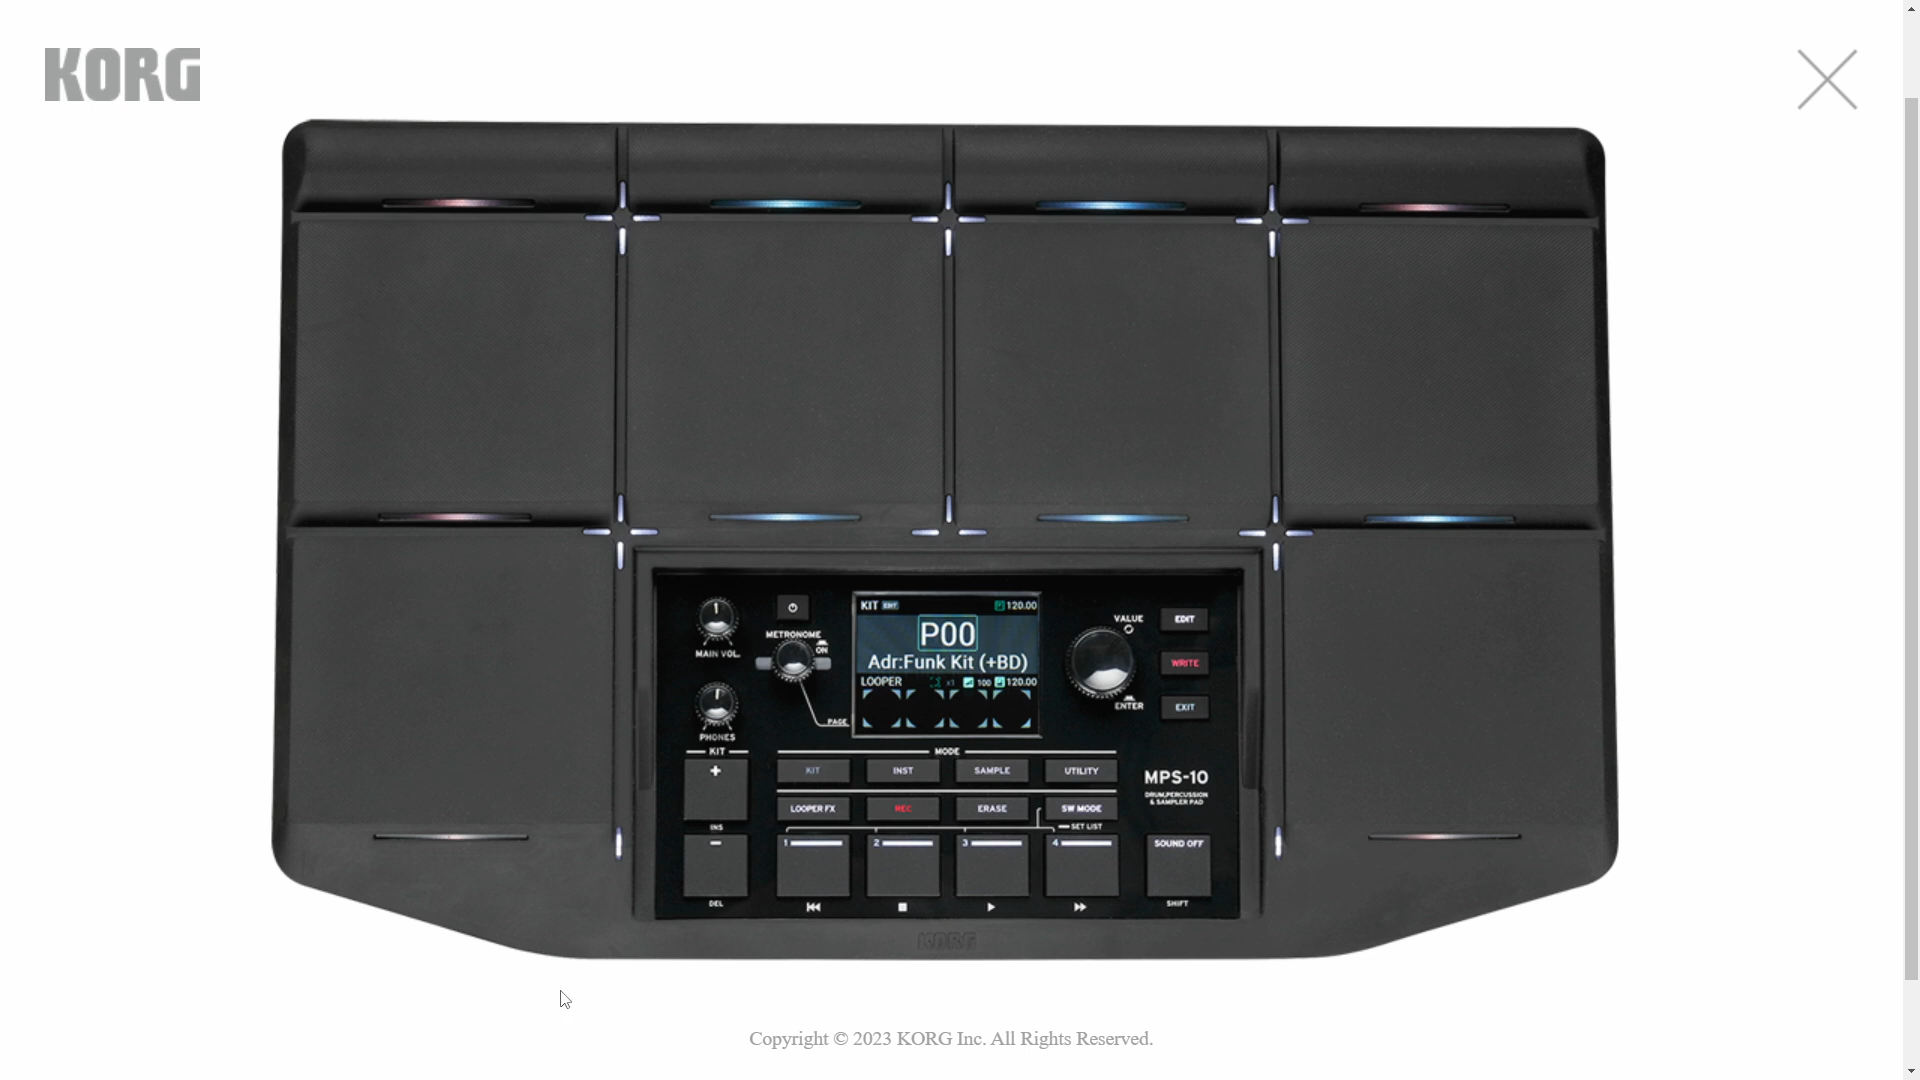 KORG
KIT EDIT 120.00
P00
Adr:Funk Kit (+BD)
LOOPER x1 100 120.00
MAIN VOL.
METRONOME
ON
PAGE
PHONES
VALUE
ENTER
EDIT
WRITE
EXIT
KIT
+
INS
-
DEL
MODE
KIT INST SAMPLE UTILITY
LOOPER FX REC ERASE SW MODE
SET LIST
1 2 3 4
MPS-10
DRUM,PERCUSSION
& SAMPLER PAD
SOUND OFF
SHIFT
KORG
Copyright © 2023 KORG Inc. All Rights Reserved.